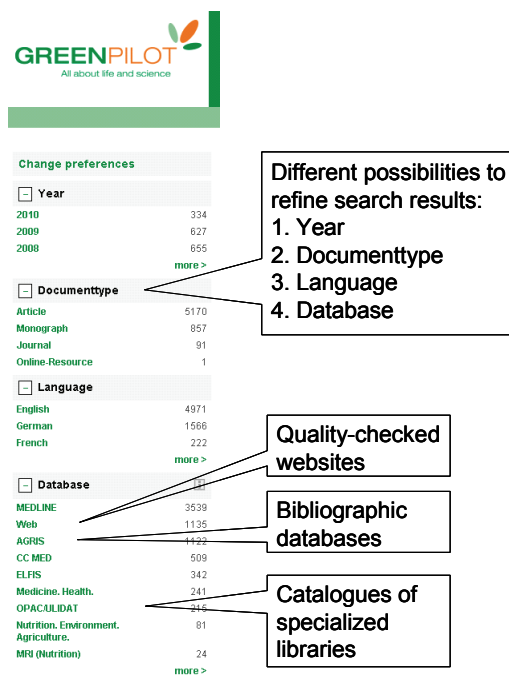 GREENPILOT
All about life and science
Change preferences
− Year
2010 334
2009 627
2008 655
more >
− Documenttype
Article 5170
Monograph 857
Journal 91
Online-Resource 1
− Language
English 4971
German 1566
French 222
more >
− Database
MEDLINE 3539
Web 1135
AGRIS 1122
CC MED 509
ELFIS 342
Medicine. Health. 241
OPAC/ULIDAT 215
Nutrition. Environment. 81
Agriculture.
MRI (Nutrition) 24
more >
Different possibilities to
refine search results:
1. Year
2. Documenttype
3. Language
4. Database
Quality-checked
websites
Bibliographic
databases
Catalogues of
specialized
libraries